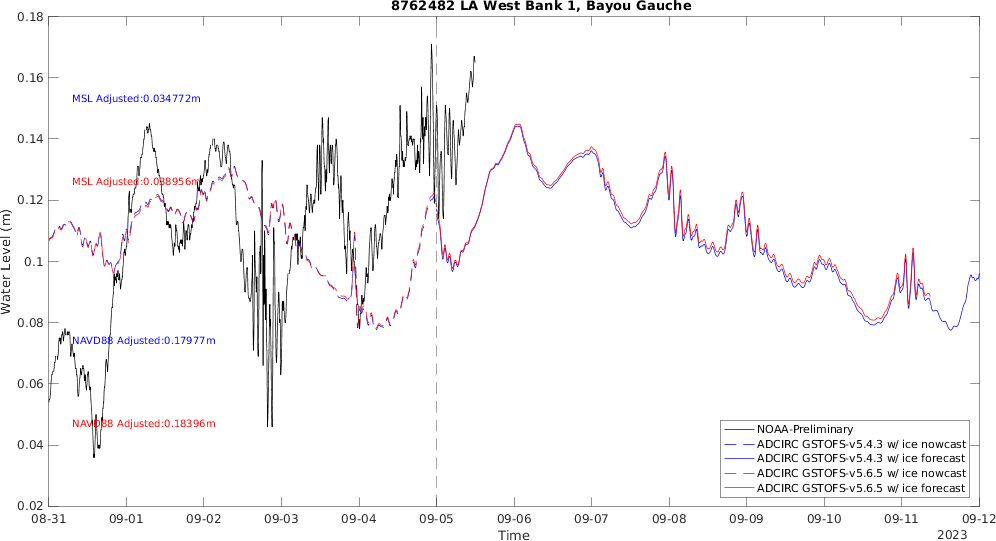 8762482 LA West Bank 1, Bayou Gauche
0.18
0.16
0.14
0.12
0.1
0.08
0.06
0.04
0.02
Water Level (m)
MSL Adjusted:0.034772m
MSL Adjusted:0.038956m
NAVD88 Adjusted:0.17977m
NAVD88 Adjusted:0.18396m
NOAA-Preliminary
ADCIRC GSTOFS-v5.4.3 w/ ice nowcast
ADCIRC GSTOFS-v5.4.3 w/ ice forecast
ADCIRC GSTOFS-v5.6.5 w/ ice nowcast
ADCIRC GSTOFS-v5.6.5 w/ ice forecast
08-31 09-01 09-02 09-03 09-04 09-05 09-06 09-07 09-08 09-09 09-10 09-11 09-12
Time
2023